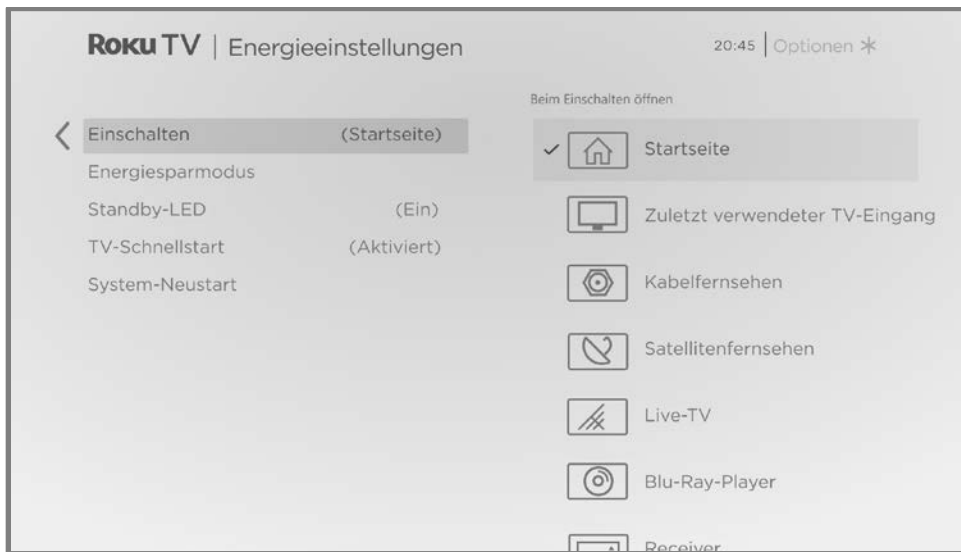 Roku TV | Energieeinstellungen
20:45 | Optionen
Einschalten (Startseite)
Energiesparmodus
Standby-LED (Ein)
TV-Schnellstart (Aktiviert)
System-Neustart
Beim Einschalten öffnen
Startseite
Zuletzt verwendeter TV-Eingang
Kabelfernsehen
Satellitenfernsehen
Live-TV
Blu-Ray-Player
Receiver